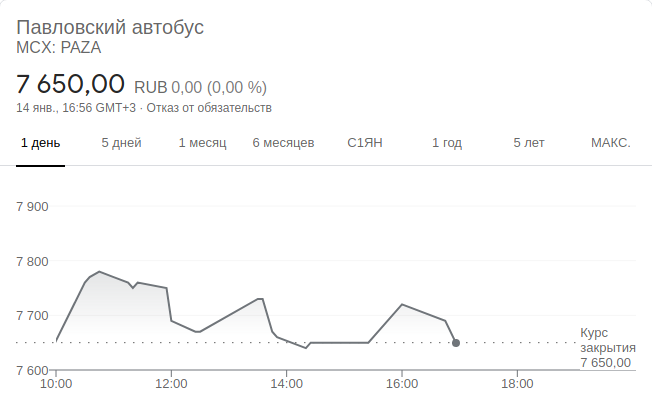 Павловский автобус
MCX: PAZA
7 650,00 RUB 0,00 (0,00 %)
14 янв., 16:56 GMT+3 · Отказ от обязательств
1 день 5 дней 1 месяц 6 месяцев С1ЯН 1 год 5 лет МАКС.
7 900
7 800
7 700
Курс
закрытия
7 650,00
7 600
10:00 12:00 14:00 16:00 18:00